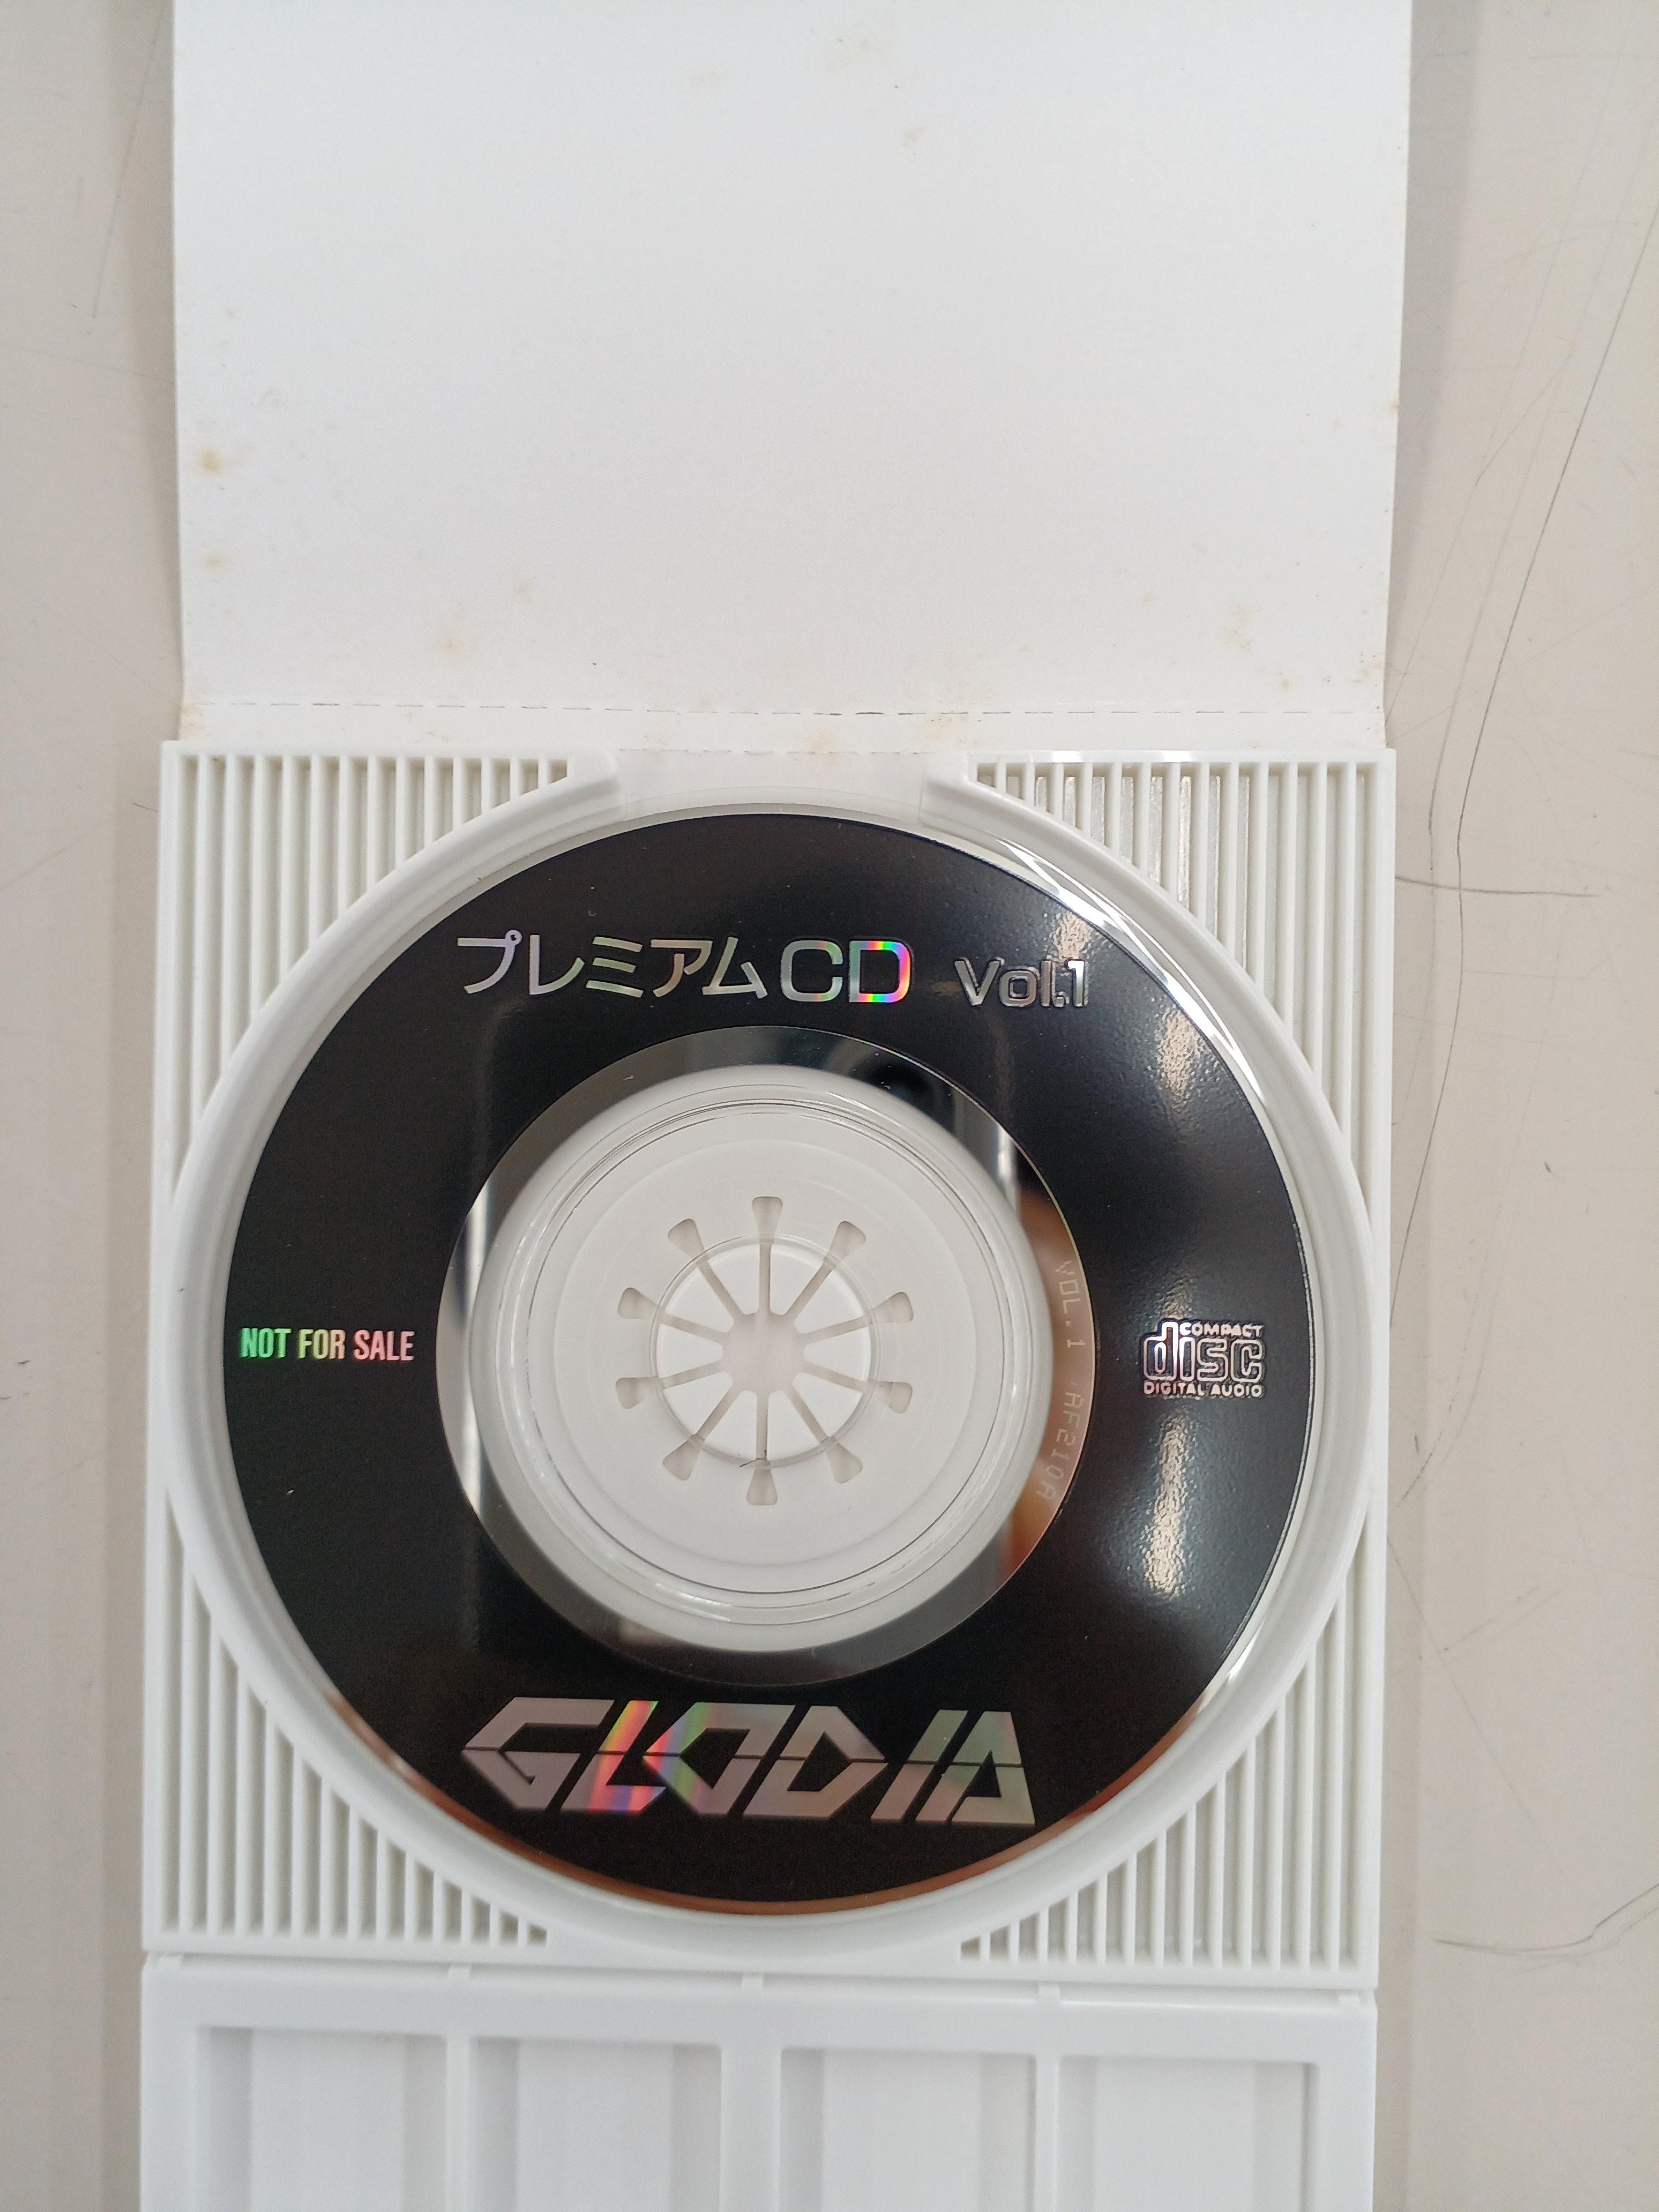 プレミアムCD Vol.1
NOT FOR SALE
VOL.1 AF210A
COMPACT
disc
DIGITAL AUDIO
GLODIA